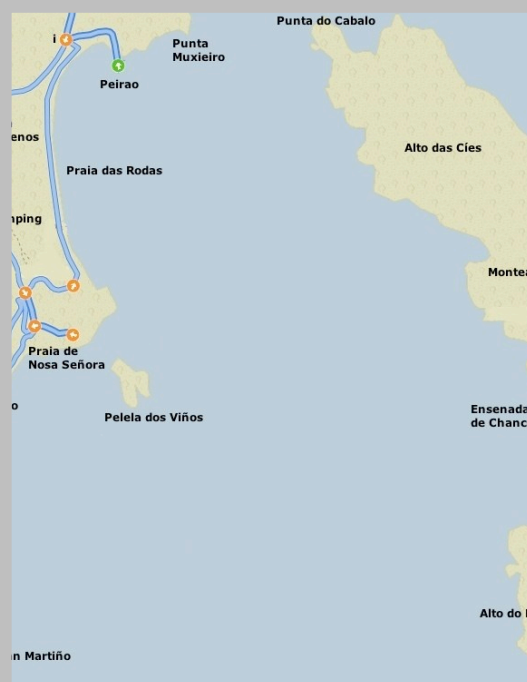 Punta do Cabalo
i
Punta
Muxieiro
Peirao
enos
Alto das Cíes
Praia das Rodas
nping
Montea
Praia de
Nosa Señora
o
Pelela dos Viños
Ensenada
de Chanc
Alto do
n Martiño